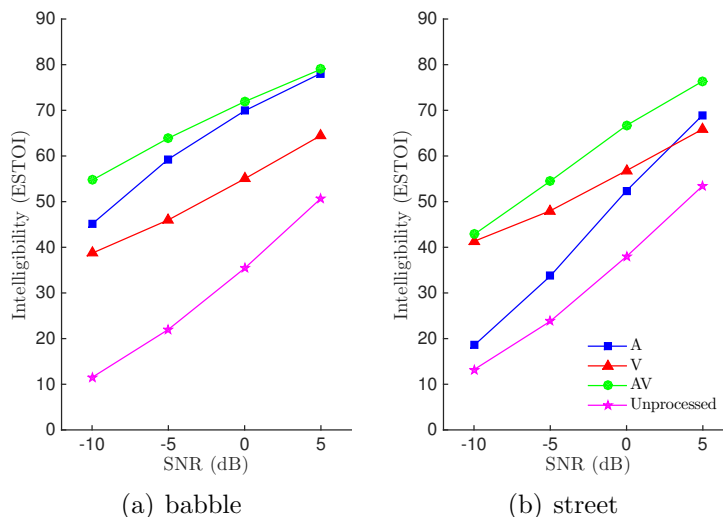 90
80
70
60
50
40
30
20
10
0
-10 -5 0 5
SNR (dB)
Intelligibility (ESTOI)
(a) babble
90
80
70
60
50
40
30
20
10
0
-10 -5 0 5
SNR (dB)
Intelligibility (ESTOI)
A
V
AV
Unprocessed
(b) street